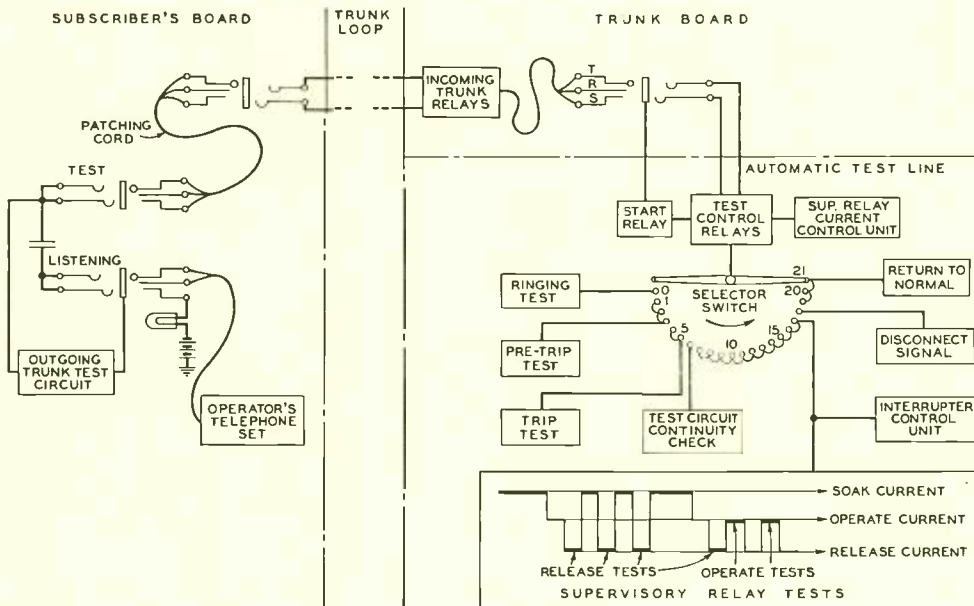 SUBSCRIBER'S BOARD
TRUNK
LOOP
TRUNK BOARD
PATCHING
CORD
INCOMING
TRUNK
RELAYS
T
R
S
TEST
LISTENING
OUTGOING
TRUNK TEST
CIRCUIT
OPERATOR'S
TELEPHONE
SET
AUTOMATIC TEST LINE
START
RELAY
TEST
CONTROL
RELAYS
SUP. RELAY
CURRENT
CONTROL UNIT
RINGING
TEST
0
1
5
10
15
20
21
SELECTOR
SWITCH
RETURN TO
NORMAL
PRE-TRIP
TEST
DISCONNECT
SIGNAL
TRIP
TEST
TEST CIRCUIT
CONTINUITY
CHECK
INTERRUPTER
CONTROL
UNIT
SOAK CURRENT
OPERATE CURRENT
RELEASE CURRENT
RELEASE TESTS
OPERATE TESTS
SUPERVISORY RELAY TESTS